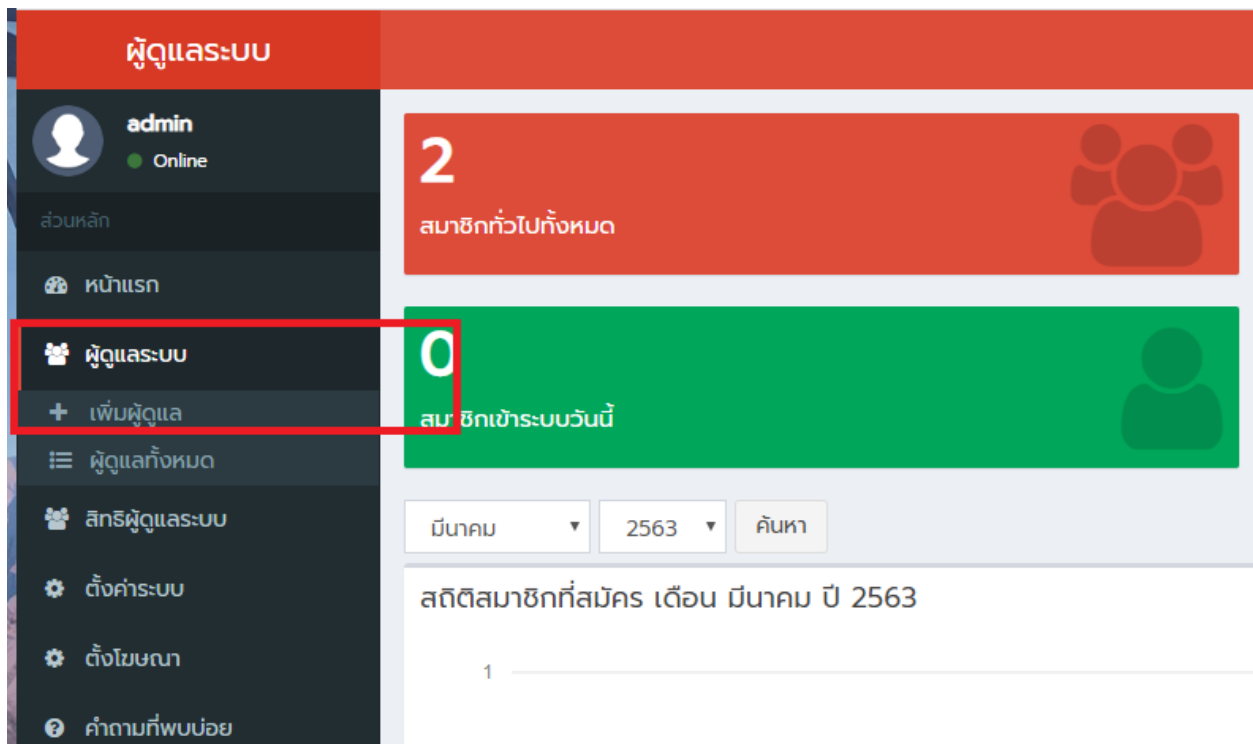 ผู้ดูแลระบบ
admin
Online
ส่วนหลัก
หน้าแรก
ผู้ดูแลระบบ
เพิ่มผู้ดูแล
ผู้ดูแลทั้งหมด
สิทธิผู้ดูแลระบบ
ตั้งค่าระบบ
ตั้งโฆษณา
คำถามที่พบบ่อย
2
สมาชิกทั่วไปทั้งหมด
0
สมาชิกเข้าระบบวันนี้
มีนาคม 2563 ค้นหา
สถิติสมาชิกที่สมัคร เดือน มีนาคม ปี 2563
1